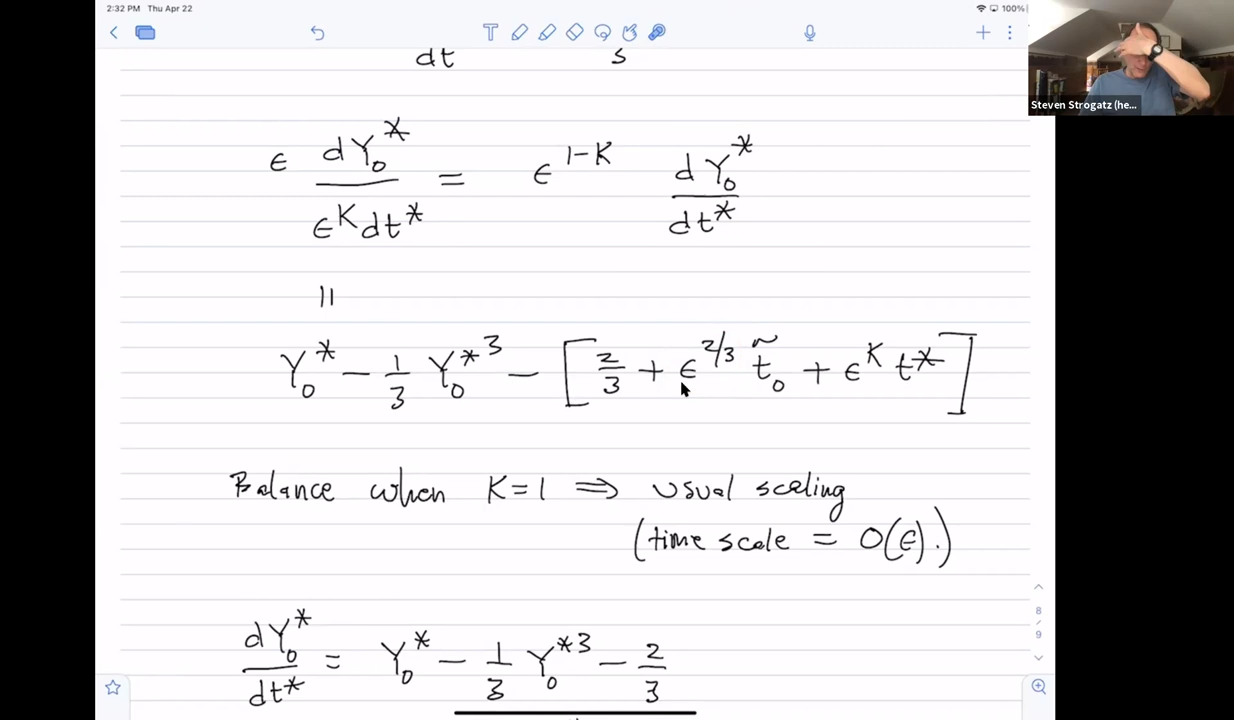 2:32 PM Thu Apr 22
100%
Steven Strogatz (he...
dt s
ϵ dY₀*/(ϵᴷdt*) = ϵ^(1-K) dY₀*/dt*
||
Y₀* - 1/3 Y₀*³ - [2/3 + ϵ^(2/3) t̃₀ + ϵᴷ t*]
Balance when K=1 ⇒ usual scaling
(time scale = O(ϵ).)
dY₀*/dt* = Y₀* - 1/3 Y₀*³ - 2/3
8
/
9